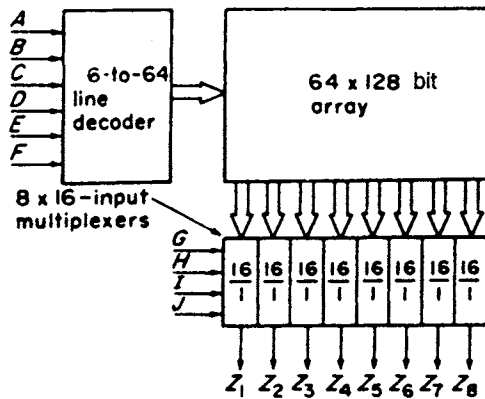 A
B
C
D
E
F
6-to-64
line
decoder
64 x 128 bit
array
8 x 16-input
multiplexers
G
H
I
J
16 16 16 16 16 16 16 16
1 1 1 1 1 1 1 1
Z1 Z2 Z3 Z4 Z5 Z6 Z7 Z8